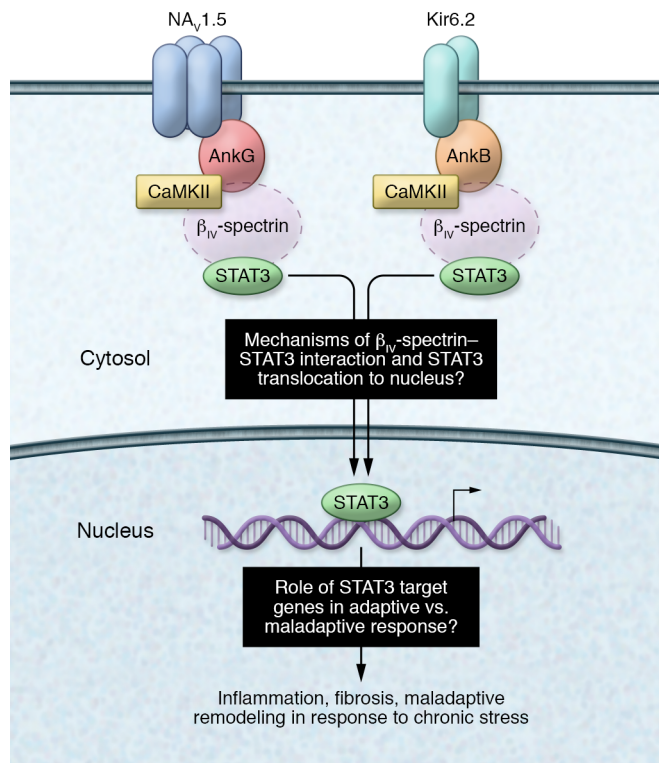 NAV1.5
Kir6.2
AnkG
AnkB
CaMKII
CaMKII
βIV-spectrin
βIV-spectrin
STAT3
STAT3
Mechanisms of βIV-spectrin–
STAT3 interaction and STAT3
translocation to nucleus?
Cytosol
STAT3
Nucleus
Role of STAT3 target
genes in adaptive vs.
maladaptive response?
Inflammation, fibrosis, maladaptive
remodeling in response to chronic stress